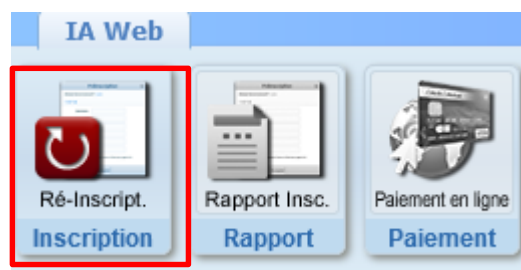 IA Web
Ré-Inscript.
Rapport Insc.
Paiement en ligne
Inscription
Rapport
Paiement